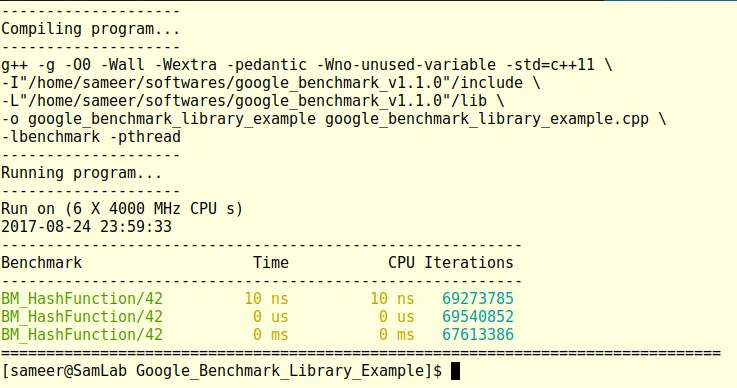 --------------------
Compiling program...
--------------------
g++ -g -O0 -Wall -Wextra -pedantic -Wno-unused-variable -std=c++11 \
-I"/home/sameer/softwares/google_benchmark_v1.1.0"/include \
-L"/home/sameer/softwares/google_benchmark_v1.1.0"/lib \
-o google_benchmark_library_example google_benchmark_library_example.cpp \
-lbenchmark -pthread
--------------------
Running program...
--------------------
Run on (6 X 4000 MHz CPU s)
2017-08-24 23:59:33
----------------------------------------------------------
Benchmark                   Time           CPU Iterations
----------------------------------------------------------
BM_HashFunction/42         10 ns         10 ns   69273785
BM_HashFunction/42          0 us          0 us   69540852
BM_HashFunction/42          0 ms          0 ms   67613386
================================================================================
[sameer@SamLab Google_Benchmark_Library_Example]$